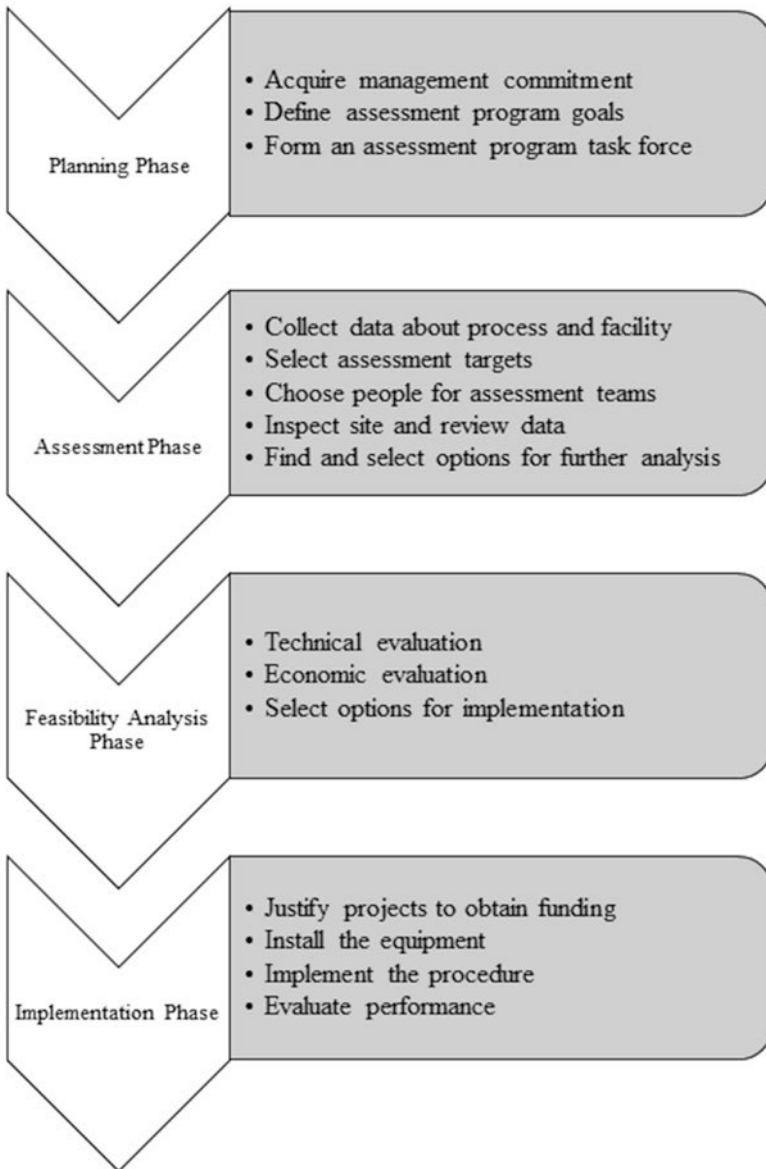 Planning Phase
• Acquire management commitment
• Define assessment program goals
• Form an assessment program task force
Assessment Phase
• Collect data about process and facility
• Select assessment targets
• Choose people for assessment teams
• Inspect site and review data
• Find and select options for further analysis
Feasibility Analysis
Phase
• Technical evaluation
• Economic evaluation
• Select options for implementation
Implementation Phase
• Justify projects to obtain funding
• Install the equipment
• Implement the procedure
• Evaluate performance